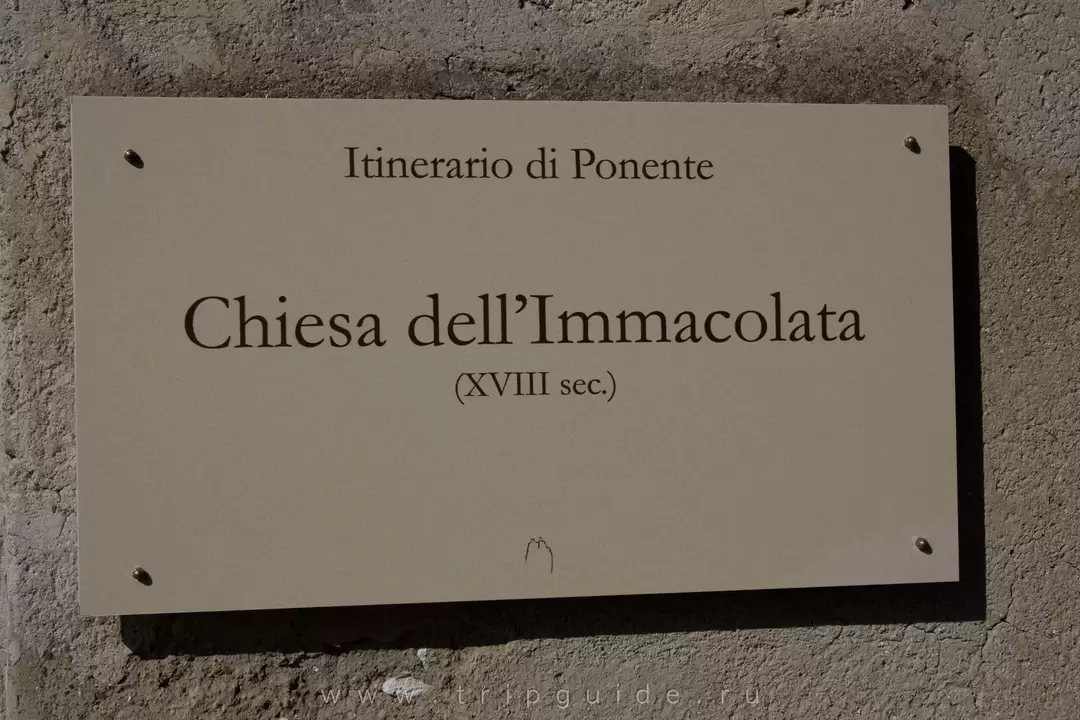 Itinerario di Ponente
Chiesa dell’Immacolata
(XVIII sec.)
www.tripguide.ru